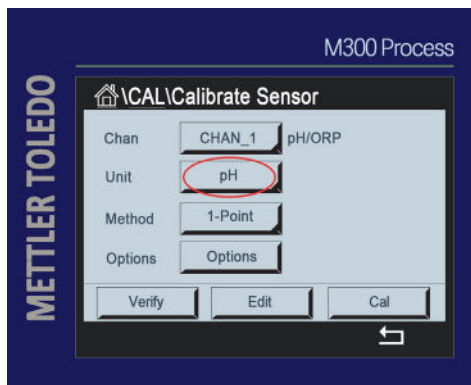 M300 Process
METTLER TOLEDO
\CAL\Calibrate Sensor
Chan CHAN_1 pH/ORP
Unit pH
Method 1-Point
Options Options
Verify Edit Cal